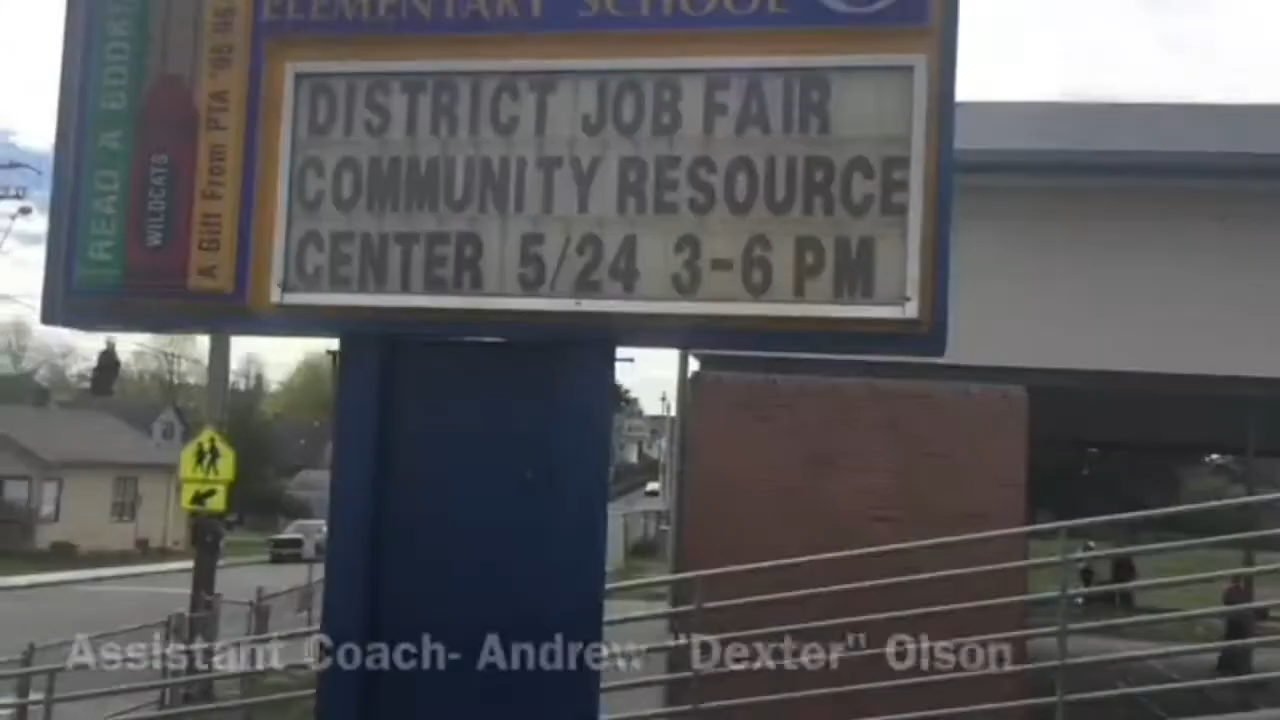 ELEMENTARY SCHOOL
READ A BOOK
WILDCATS
A Gift From PTA
DISTRICT JOB FAIR
COMMUNITY RESOURCE
CENTER 5/24 3-6 PM
Assistant Coach- Andrew "Dexter" Olson